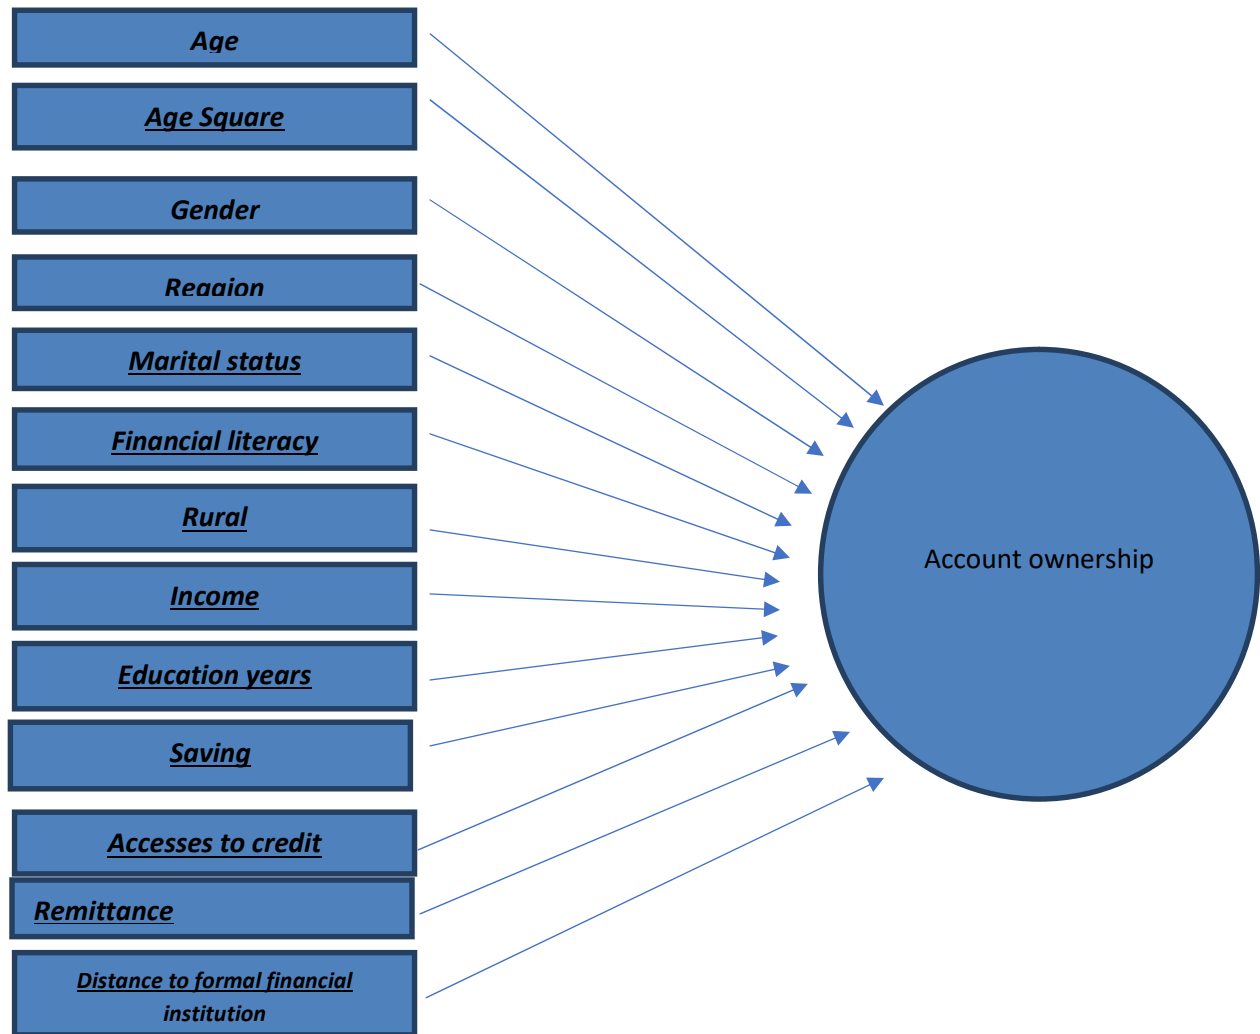 Age
Age Square
Gender
Reggion
Marital status
Financial literacy
Rural
Income
Education years
Saving
Accesses to credit
Remittance
Distance to formal financial
institution
Account ownership